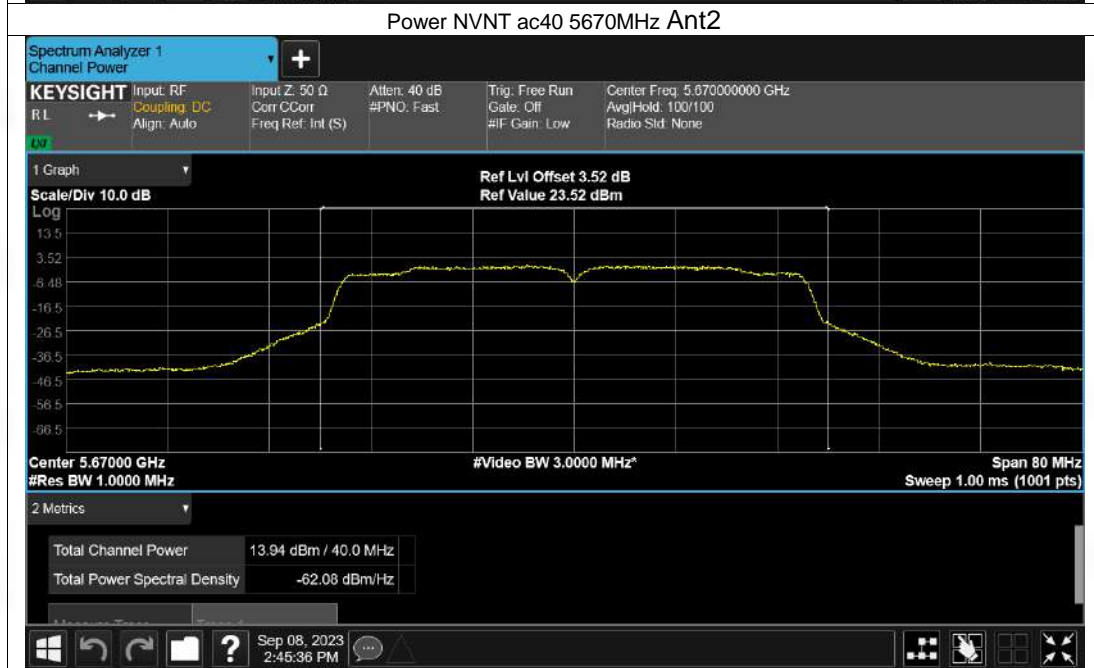 Power NVNT ac40 5670MHz Ant2
Spectrum Analyzer 1
Channel Power
+
KEYSIGHT
RL
LXI
Input: RF
Coupling: DC
Align: Auto
Input Z: 50 Ω
Corr CCorr
Freq Ref: Int (S)
Atten: 40 dB
#PNO: Fast
Trig: Free Run
Gate: Off
#IF Gain: Low
Center Freq: 5.670000000 GHz
Avg|Hold: 100/100
Radio Std: None
1 Graph
Scale/Div 10.0 dB
Ref Lvl Offset 3.52 dB
Ref Value 23.52 dBm
Log
13.5
3.52
-6.48
-16.5
-26.5
-36.5
-46.5
-56.5
-66.5
Center 5.67000 GHz
#Video BW 3.0000 MHz*
Span 80 MHz
#Res BW 1.0000 MHz
Sweep 1.00 ms (1001 pts)
2 Metrics
Total Channel Power 13.94 dBm / 40.0 MHz
Total Power Spectral Density -62.08 dBm/Hz
?
Sep 08, 2023
2:45:36 PM